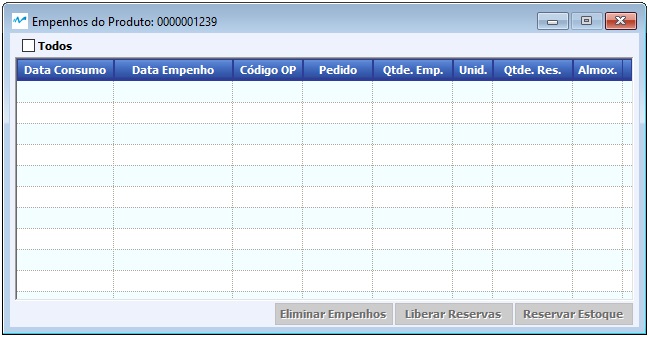 Empenhos do Produto: 0000001239
Todos
Data Consumo Data Empenho Código OP Pedido Qtde. Emp. Unid. Qtde. Res. Almox.
Eliminar Empenhos Liberar Reservas Reservar Estoque